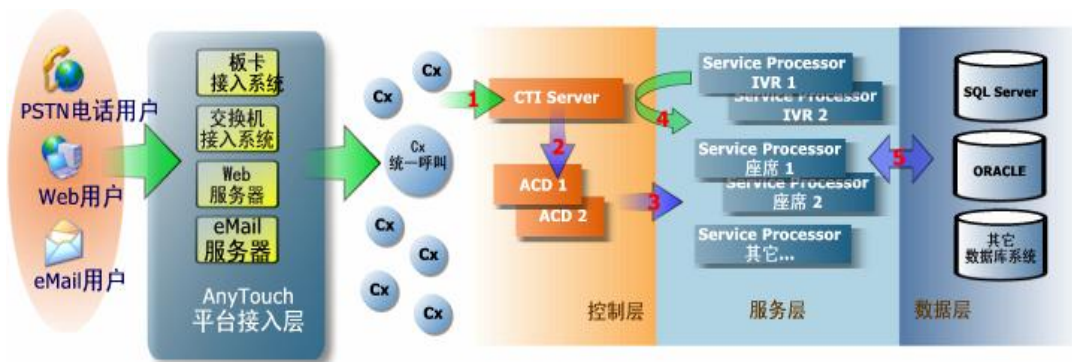 PSTN电话用户
Web用户
eMail用户
板卡
接入系统
交换机
接入系统
Web
服务器
eMail
服务器
AnyTouch
平台接入层
Cx
Cx
Cx
统一呼叫
Cx
Cx
Cx
Cx
1
CTI Server
2
ACD 1
ACD 2
3
控制层
4
Service Processor
IVR 1
Service Processor
IVR 2
Service Processor
座席 1
Service Processor
座席 2
Service Processor
其它...
服务层
5
SQL Server
ORACLE
其它
数据库系统
数据层